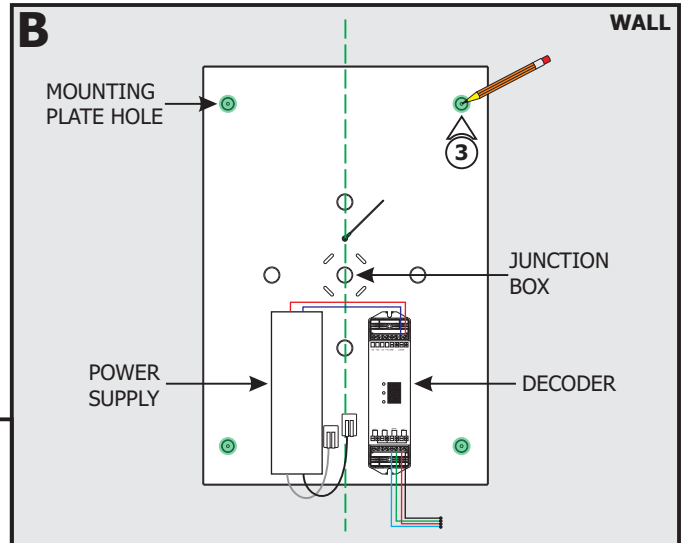 B
WALL
MOUNTING
PLATE HOLE
3
JUNCTION
BOX
POWER
SUPPLY
DECODER